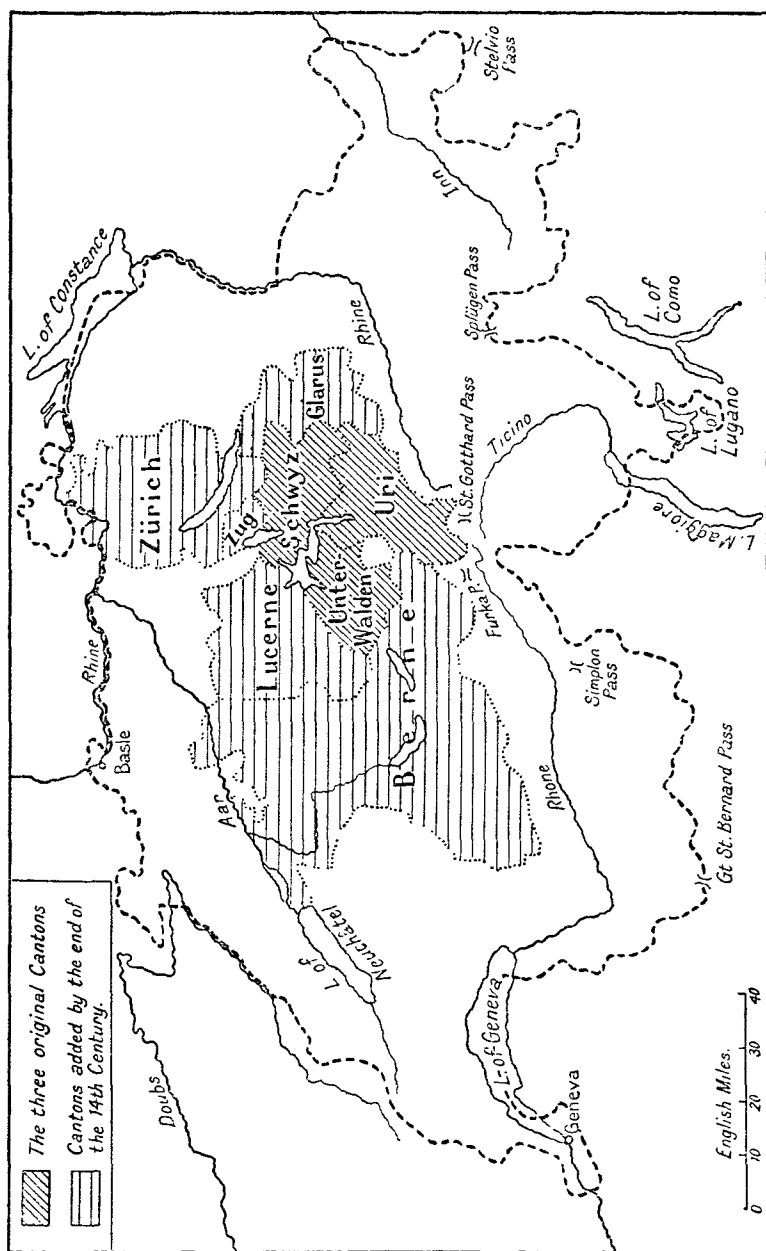 The three original Cantons
Cantons added by the end of
the 14th Century.
Doubs
Basle
Rhine
L. of Constance
Zürich
Aar
Lucerne
Zug
Schwyz
Glarus
L. of
Neuchâtel
Unter-
Walden
Uri
Rhine
Inn
Berne
Stelvio
Pass
St. Gotthard Pass
Splügen Pass
Furka P.
Ticino
Rhone
L. of Geneva
Geneva
Simplon
Pass
L. Maggiore
L. of
Lugano
L. of
Como
Gt St. Bernard Pass
English Miles.
0 10 20 30 40